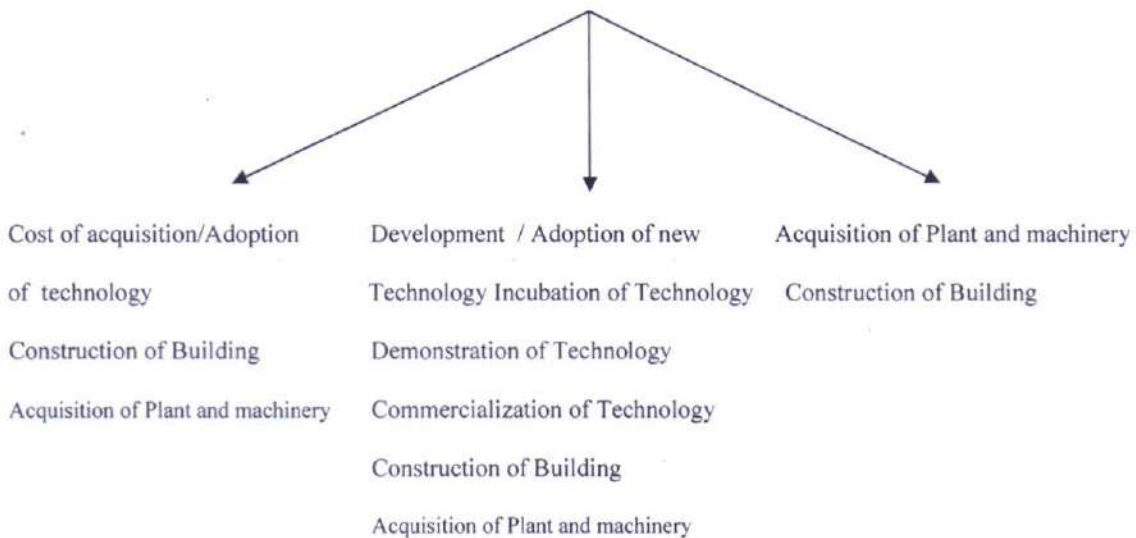 Cost of acquisition/Adoption
of technology
Construction of Building
Acquisition of Plant and machinery
Development / Adoption of new
Technology Incubation of Technology
Demonstration of Technology
Commercialization of Technology
Construction of Building
Acquisition of Plant and machinery
Acquisition of Plant and machinery
Construction of Building